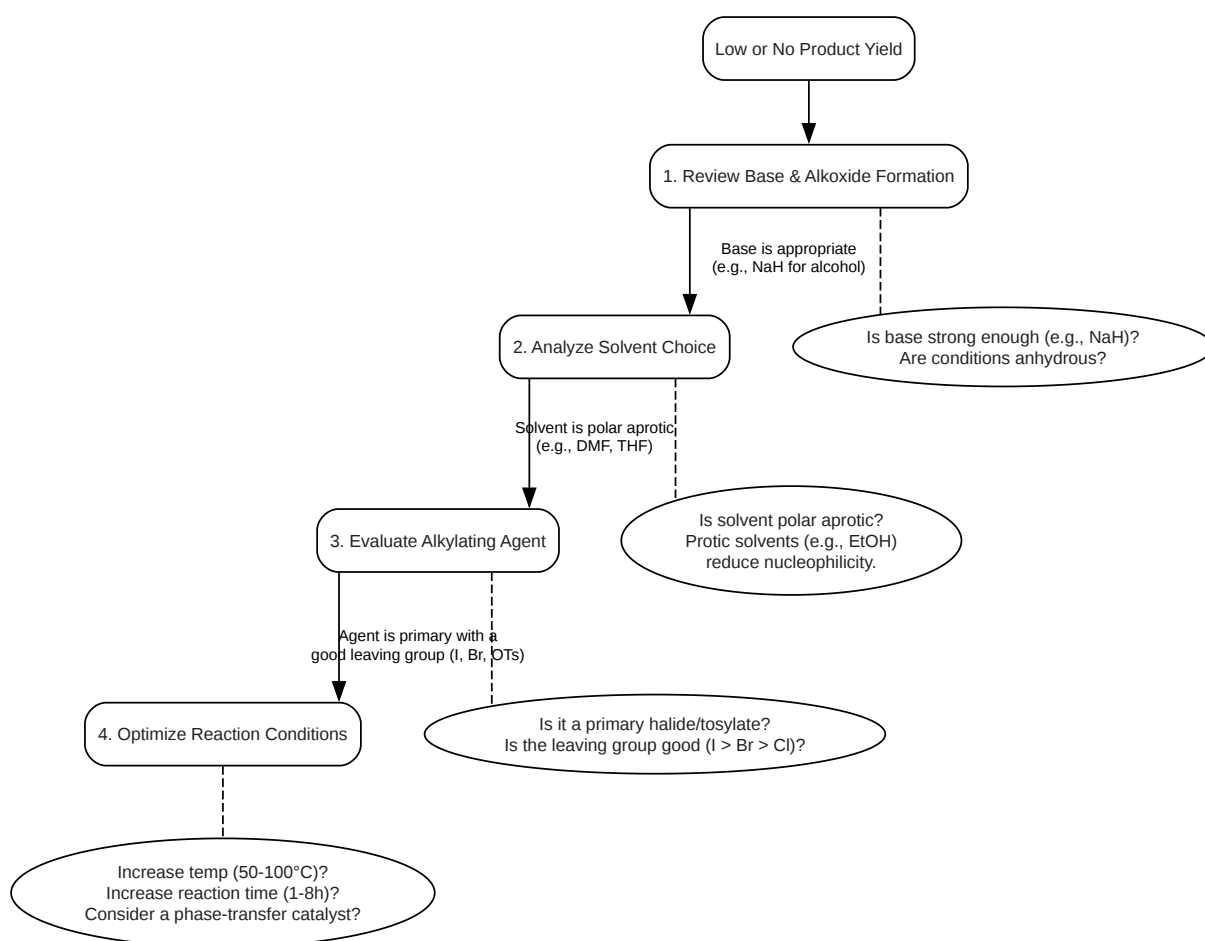 Low or No Product Yield
1. Review Base & Alkoxide Formation
Base is appropriate
(e.g., NaH for alcohol)
Is base strong enough (e.g., NaH)?
Are conditions anhydrous?
2. Analyze Solvent Choice
Solvent is polar aprotic
(e.g., DMF, THF)
Is solvent polar aprotic?
Protic solvents (e.g., EtOH)
reduce nucleophilicity.
3. Evaluate Alkylating Agent
Agent is primary with a
good leaving group (I, Br, OTs)
Is it a primary halide/tosylate?
Is the leaving group good (I > Br > Cl)?
4. Optimize Reaction Conditions
Increase temp (50-100°C)?
Increase reaction time (1-8h)?
Consider a phase-transfer catalyst?